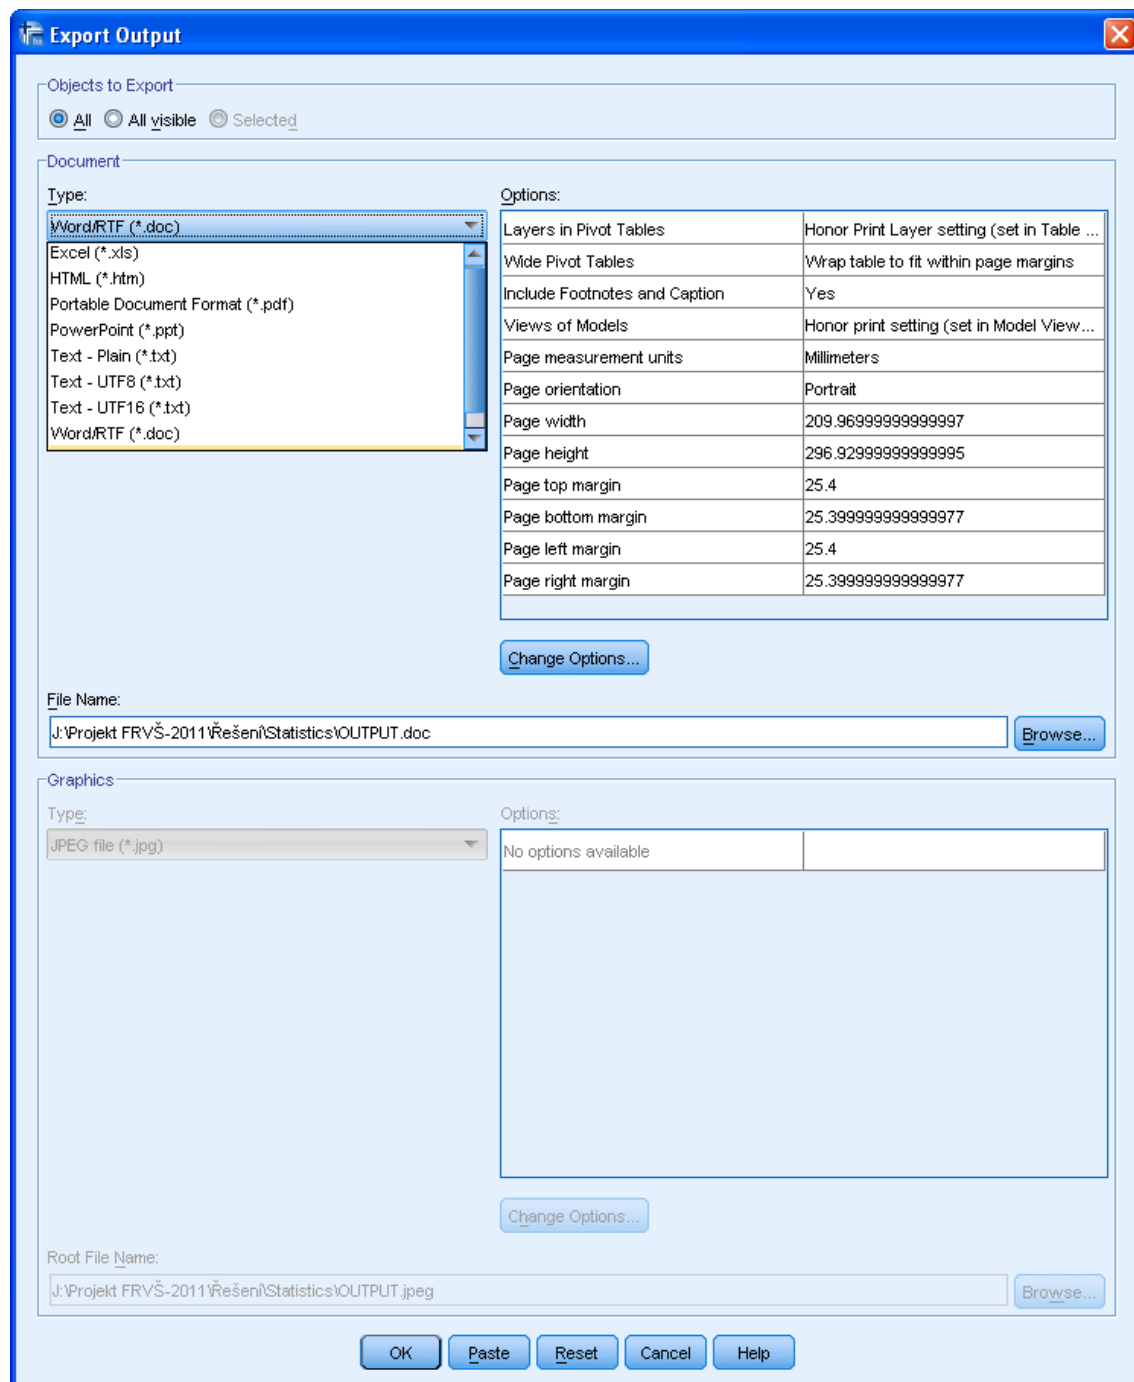 Export Output
Objects to Export
All All visible Selected
Document
Type:
Word/RTF (*.doc)
Excel (*.xls)
HTML (*.htm)
Portable Document Format (*.pdf)
PowerPoint (*.ppt)
Text - Plain (*.txt)
Text - UTF8 (*.txt)
Text - UTF16 (*.txt)
Word/RTF (*.doc)
Options:
Layers in Pivot Tables Honor Print Layer setting (set in Table ...
Wide Pivot Tables Wrap table to fit within page margins
Include Footnotes and Caption Yes
Views of Models Honor print setting (set in Model View...
Page measurement units Millimeters
Page orientation Portrait
Page width 209.96999999999997
Page height 296.92999999999995
Page top margin 25.4
Page bottom margin 25.399999999999977
Page left margin 25.4
Page right margin 25.399999999999977
Change Options...
File Name:
J:\Projekt FRVŠ-2011\Řešení\Statistics\OUTPUT.doc Browse...
Graphics
Type:
JPEG file (*.jpg)
Options:
No options available
Change Options...
Root File Name:
J:\Projekt FRVŠ-2011\Řešení\Statistics\OUTPUT.jpeg Browse...
OK Paste Reset Cancel Help